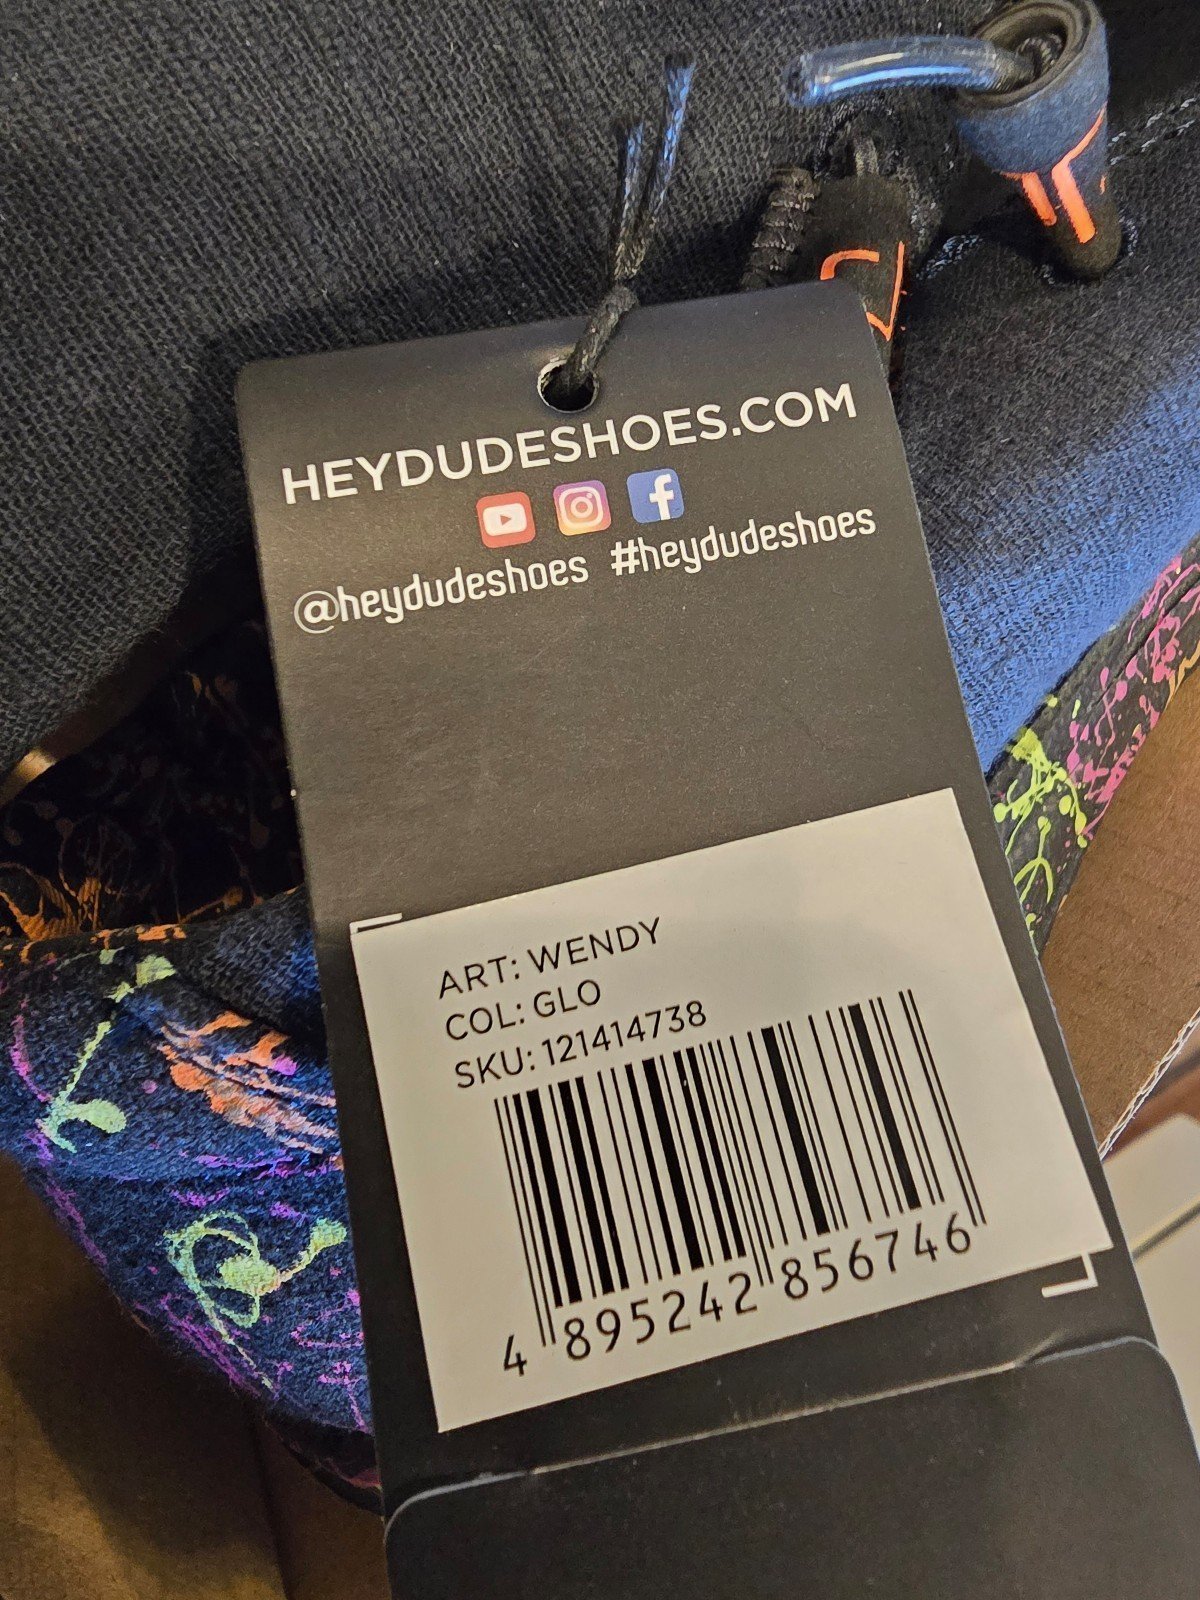 HEYDUDESHOES.COM
@heydudeshoes #heydudeshoes
ART: WENDY
COL: GLO
SKU: 121414738
4 895242 856746